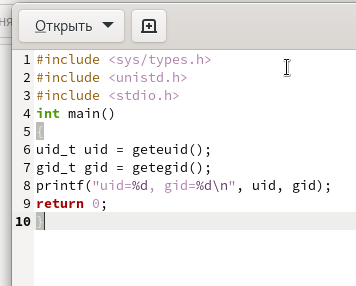 Открыть
1 #include <sys/types.h>
2 #include <unistd.h>
3 #include <stdio.h>
4 int main()
5 {
6 uid_t uid = geteuid();
7 gid_t gid = getegid();
8 printf("uid=%d, gid=%d\n", uid, gid);
9 return 0;
10 }